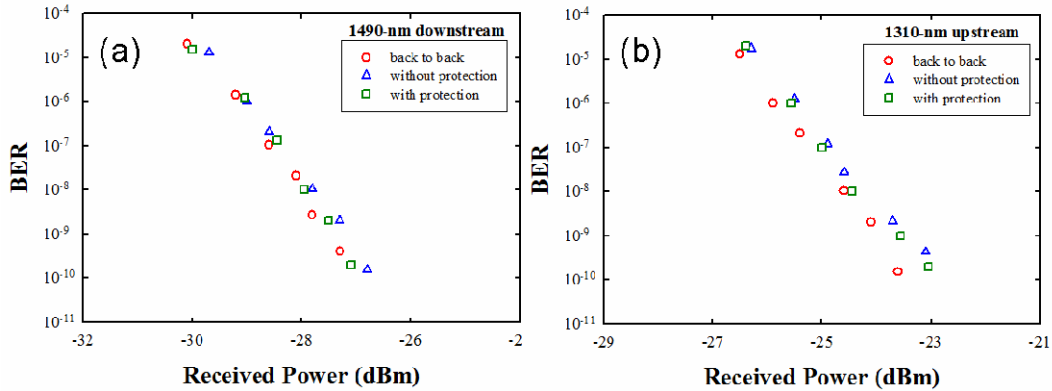 (a)
1490-nm downstream
back to back
without protection
with protection
BER
10-4
10-5
10-6
10-7
10-8
10-9
10-10
10-11
-32
-30
-28
-26
-2
Received Power (dBm)
(b)
1310-nm upstream
back to back
without protection
with protection
BER
10-4
10-5
10-6
10-7
10-8
10-9
10-10
10-11
-29
-27
-25
-23
-21
Received Power (dBm)